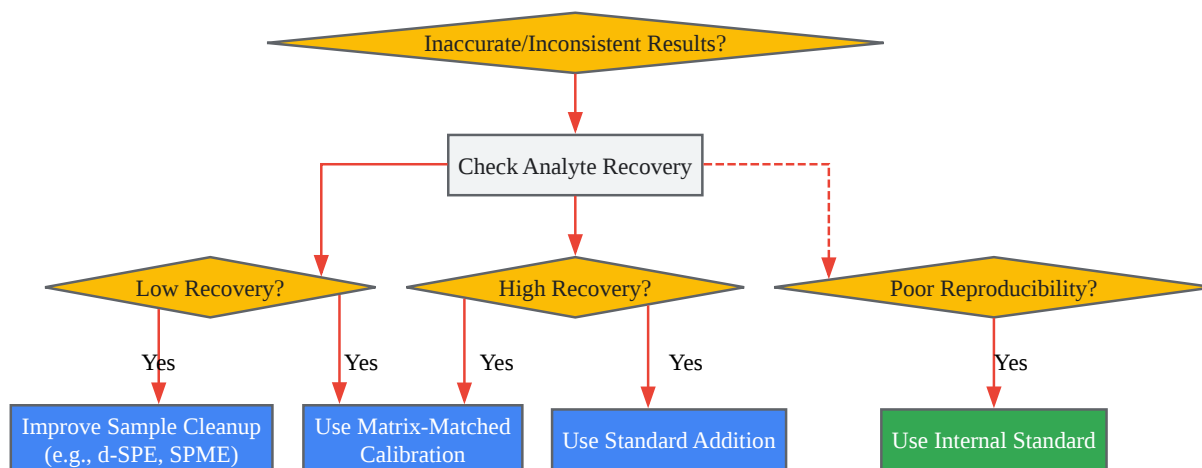 Inaccurate/Inconsistent Results?
Check Analyte Recovery
Low Recovery?
High Recovery?
Poor Reproducibility?
Yes
Yes
Yes
Yes
Yes
Improve Sample Cleanup
(e.g., d-SPE, SPME)
Use Matrix-Matched
Calibration
Use Standard Addition
Use Internal Standard